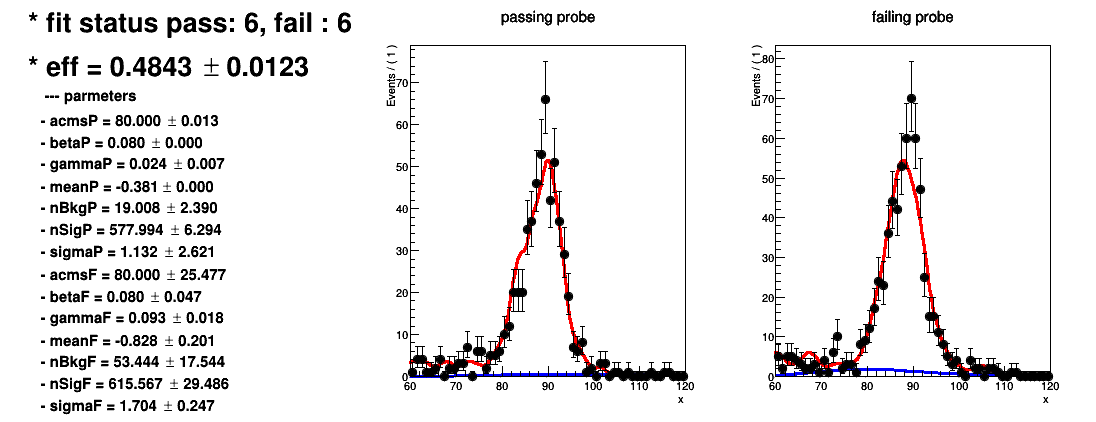 * fit status pass: 6, fail : 6
* eff = 0.4843 ± 0.0123
--- parmeters
- acmsP = 80.000 ± 0.013
- betaP = 0.080 ± 0.000
- gammaP = 0.024 ± 0.007
- meanP = -0.381 ± 0.000
- nBkgP = 19.008 ± 2.390
- nSigP = 577.994 ± 6.294
- sigmaP = 1.132 ± 2.621
- acmsF = 80.000 ± 25.477
- betaF = 0.080 ± 0.047
- gammaF = 0.093 ± 0.018
- meanF = -0.828 ± 0.201
- nBkgF = 53.444 ± 17.544
- nSigF = 615.567 ± 29.486
- sigmaF = 1.704 ± 0.247
passing probe
Events / ( 1 )
70
60
50
40
30
20
10
0
60 70 80 90 100 110 120
x
failing probe
Events / ( 1 )
80
70
60
50
40
30
20
10
0
60 70 80 90 100 110 120
x